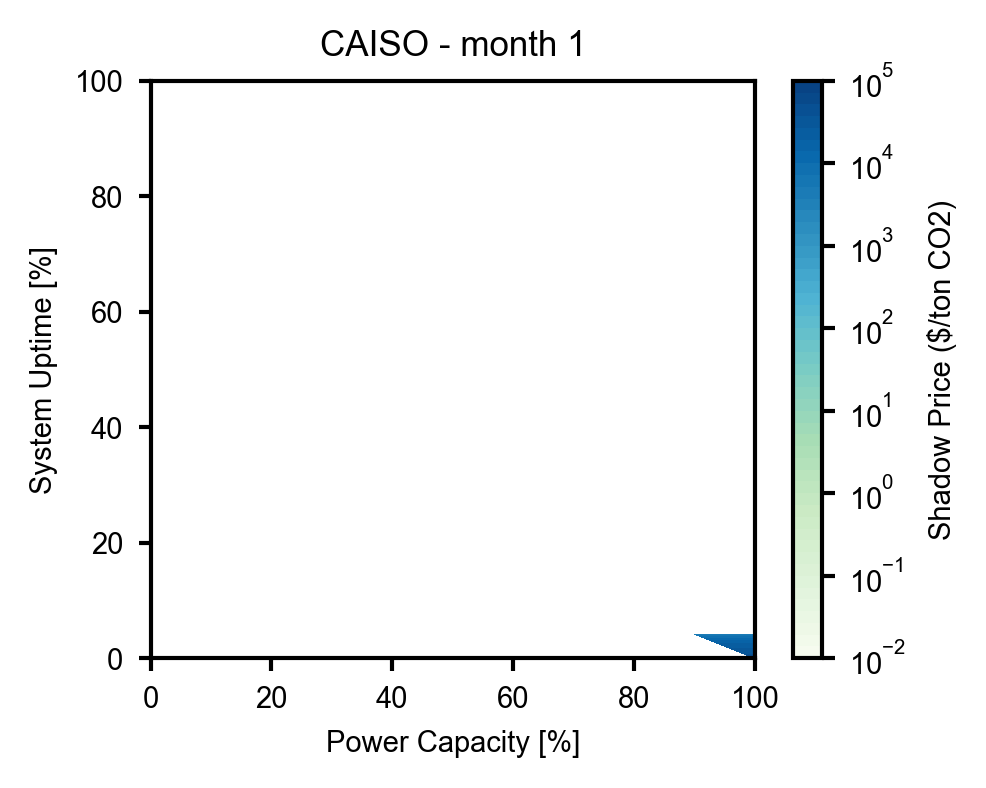 CAISO - month 1
100
80
60
40
20
0
System Uptime [%]
0 20 40 60 80 100
Power Capacity [%]
10^5
10^4
10^3
10^2
10^1
10^0
10^−1
10^−2
Shadow Price ($/ton CO2)